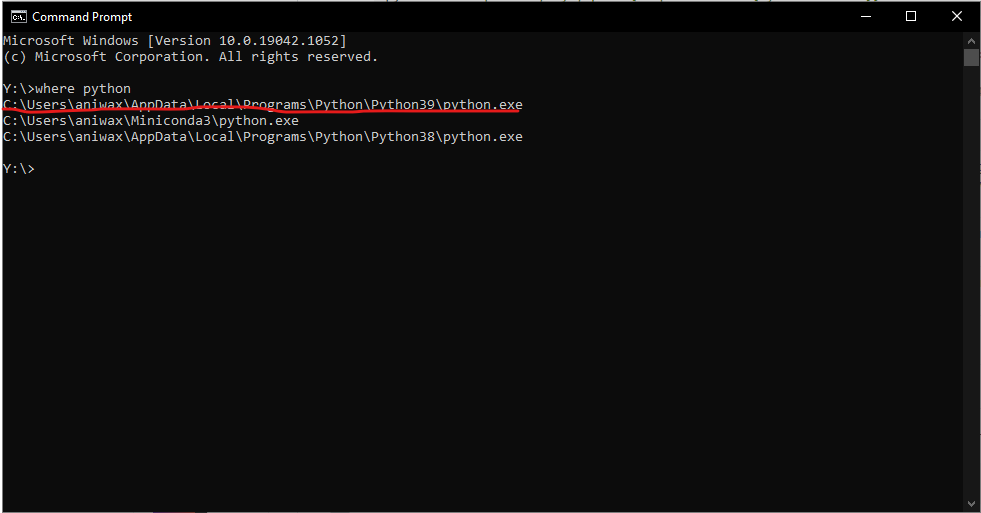 Command Prompt
Microsoft Windows [Version 10.0.19042.1052]
(c) Microsoft Corporation. All rights reserved.
Y:\>where python
C:\Users\aniwax\AppData\Local\Programs\Python\Python39\python.exe
C:\Users\aniwax\Miniconda3\python.exe
C:\Users\aniwax\AppData\Local\Programs\Python\Python38\python.exe
Y:\>